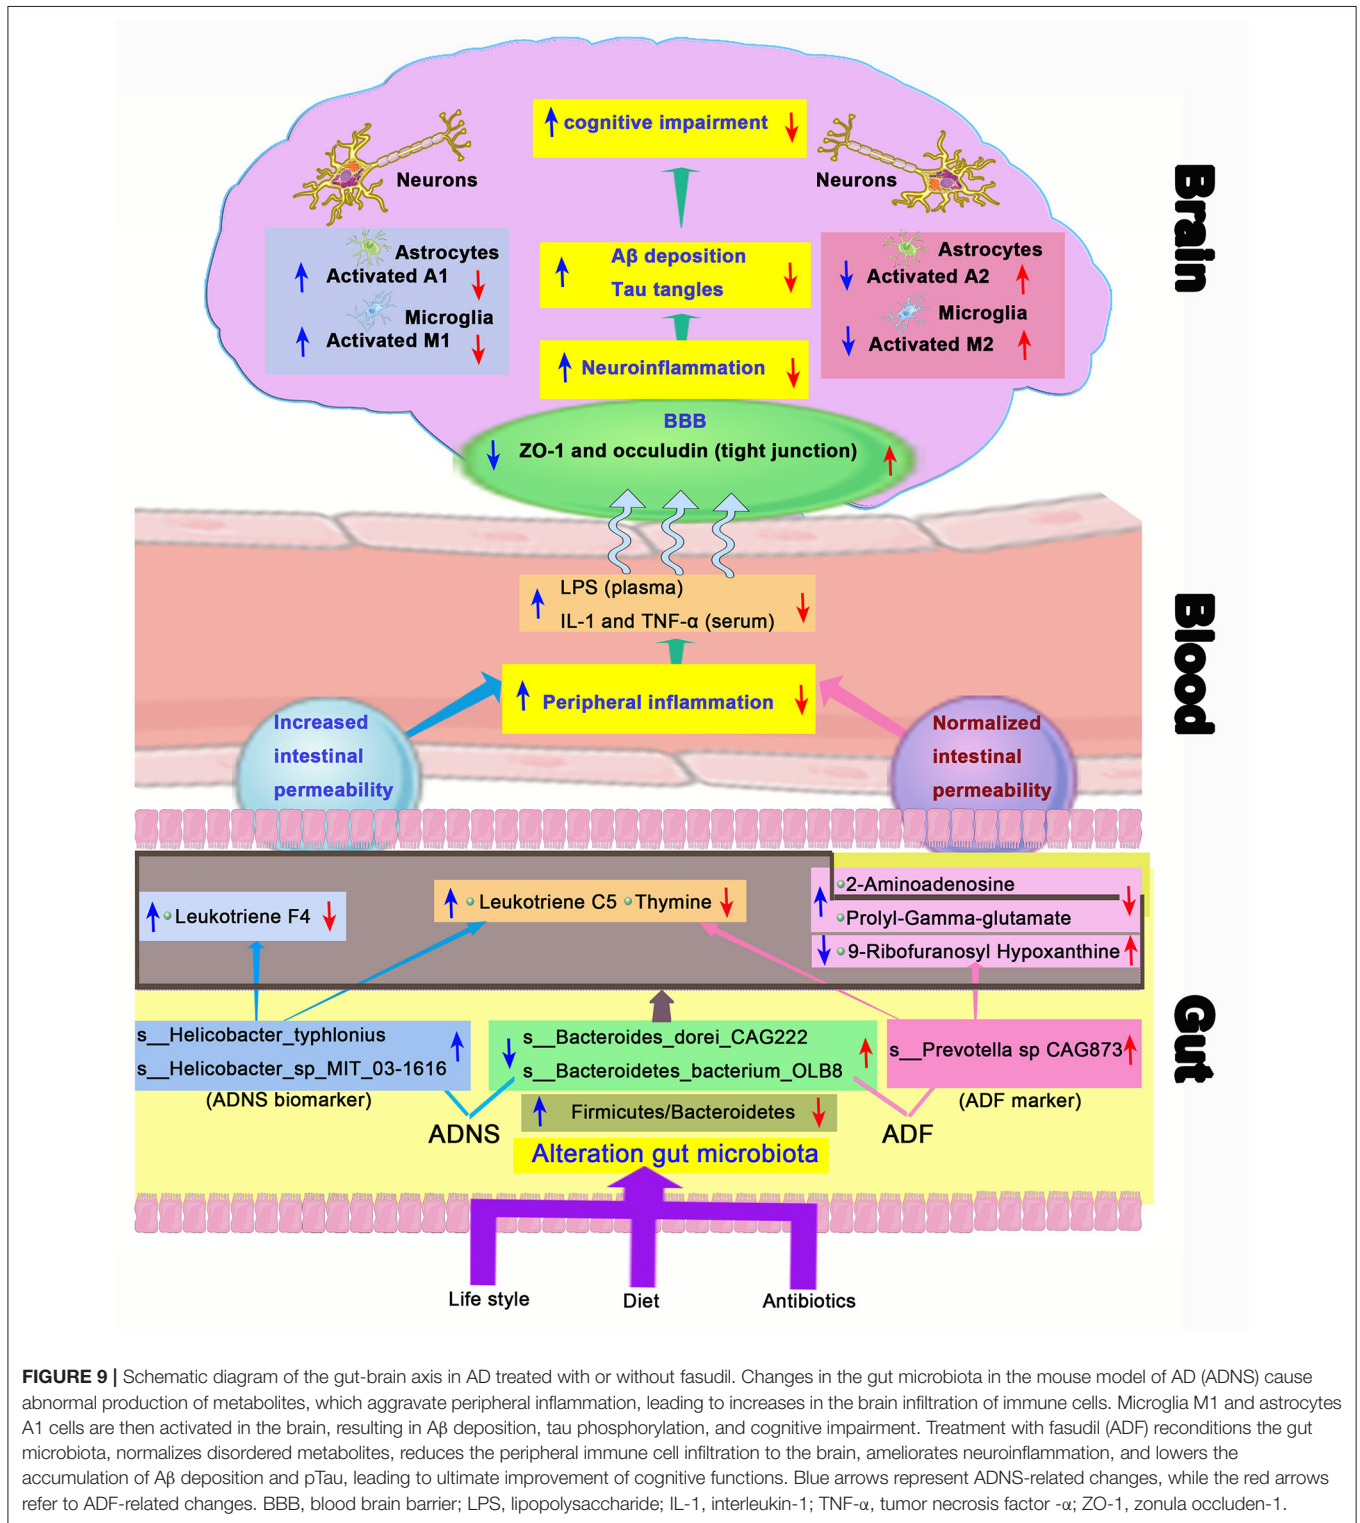 Brain
cognitive impairment
Neurons
Neurons
Astrocytes
Activated A1
Microglia
Activated M1
Aβ deposition
Tau tangles
Neuroinflammation
Astrocytes
Activated A2
Microglia
Activated M2
BBB
ZO-1 and occuludin (tight junction)
Blood
LPS (plasma)
IL-1 and TNF-α (serum)
Peripheral inflammation
Increased
intestinal
permeability
Normalized
intestinal
permeability
Gut
Leukotriene F4
Leukotriene C5 Thymine
2-Aminoadenosine
Prolyl-Gamma-glutamate
9-Ribofuranosyl Hypoxanthine
s__Helicobacter_typhlonius
s__Helicobacter_sp_MIT_03-1616
(ADNS biomarker)
s__Bacteroides_dorei_CAG222
s__Bacteroidetes_bacterium_OLB8
s__Prevotella sp CAG873
(ADF marker)
Firmicutes/Bacteroidetes
ADNS
ADF
Alteration gut microbiota
Life style
Diet
Antibiotics
FIGURE 9 | Schematic diagram of the gut-brain axis in AD treated with or without fasudil. Changes in the gut microbiota in the mouse model of AD (ADNS) cause
abnormal production of metabolites, which aggravate peripheral inflammation, leading to increases in the brain infiltration of immune cells. Microglia M1 and astrocytes
A1 cells are then activated in the brain, resulting in Aβ deposition, tau phosphorylation, and cognitive impairment. Treatment with fasudil (ADF) reconditions the gut
microbiota, normalizes disordered metabolites, reduces the peripheral immune cell infiltration to the brain, ameliorates neuroinflammation, and lowers the
accumulation of Aβ deposition and pTau, leading to ultimate improvement of cognitive functions. Blue arrows represent ADNS-related changes, while the red arrows
refer to ADF-related changes. BBB, blood brain barrier; LPS, lipopolysaccharide; IL-1, interleukin-1; TNF-α, tumor necrosis factor -α; ZO-1, zonula occluden-1.